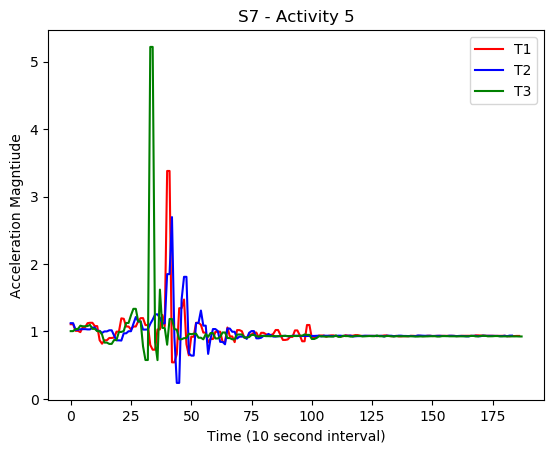 S7 - Activity 5
T1
T2
T3
Acceleration Magntiude
5
4
3
2
1
0
0 25 50 75 100 125 150 175
Time (10 second interval)